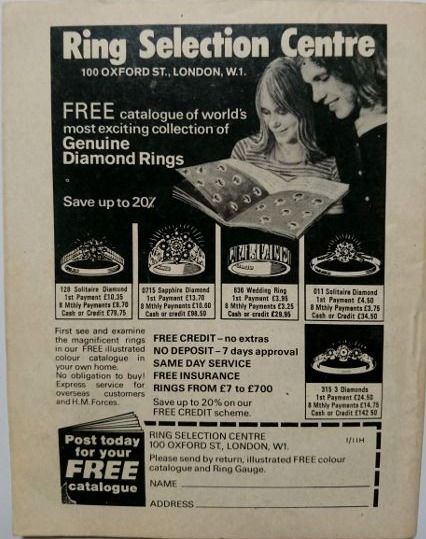 Ring Selection Centre
100 OXFORD ST., LONDON, W.1.
FREE catalogue of world's
most exciting collection of
Genuine
Diamond Rings
Save up to 20%
128 Solitaire Diamond
1st Payment £10.35
8 Mthly Payments £8.70
Cash or Credit £79.75
0715 Sapphire Diamond
1st Payment £13.70
8 Mthly Payments £10.60
Cash or credit £98.50
636 Wedding Ring
1st Payment £3.95
8 Mthly Payments £3.25
Cash or Credit £29.95
011 Solitaire Diamond
1st Payment £4.50
8 Mthly Payments £3.75
Cash or Credit £34.50
First see and examine
the magnificent rings
in our FREE illustrated
colour catalogue in
your own home.
No obligation to buy!
Express service for
overseas customers
and H.M. Forces.
FREE CREDIT – no extras
NO DEPOSIT – 7 days approval
SAME DAY SERVICE
FREE INSURANCE
RINGS FROM £7 to £700
Save up to 20% on our
FREE CREDIT scheme.
315 3 Diamonds
1st Payment £24.50
8 Mthly Payments £14.75
Cash or Credit £142.50
Post today
for your
FREE
catalogue
RING SELECTION CENTRE
100 OXFORD ST, LONDON, W1.
1/11H
Please send by return, illustrated FREE colour
catalogue and Ring Gauge.
NAME
ADDRESS